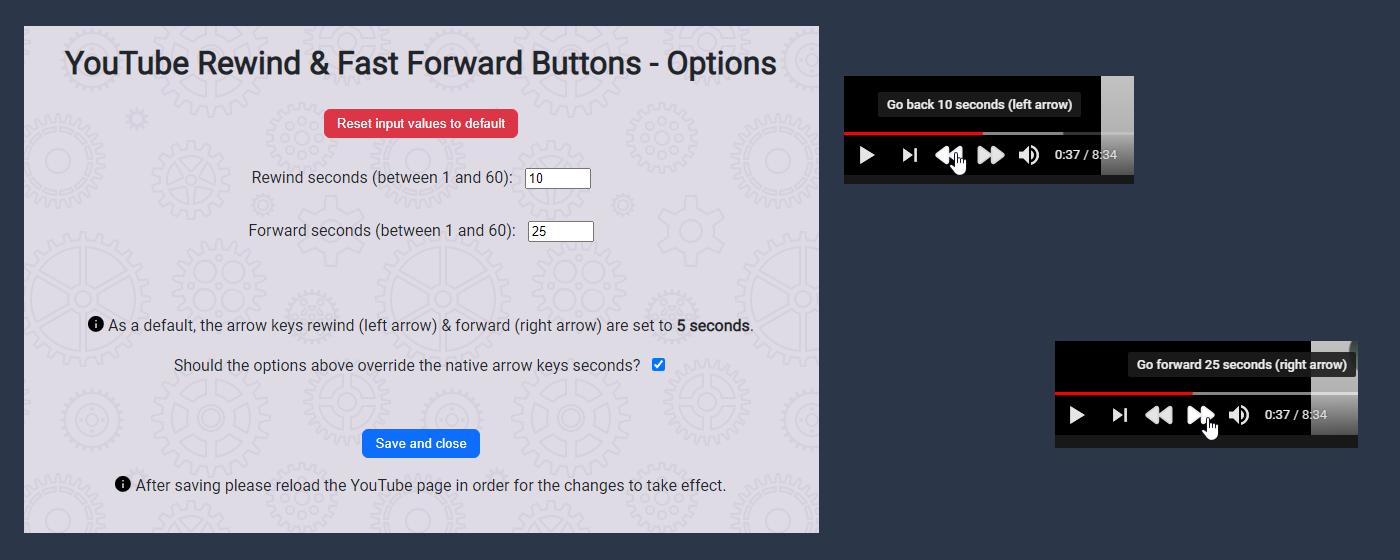 YouTube Rewind & Fast Forward Buttons - Options
Reset input values to default
Rewind seconds (between 1 and 60): 10
Forward seconds (between 1 and 60): 25
As a default, the arrow keys rewind (left arrow) & forward (right arrow) are set to 5 seconds.
Should the options above override the native arrow keys seconds?
Save and close
After saving please reload the YouTube page in order for the changes to take effect.
Go back 10 seconds (left arrow)
0:37 / 8:34
Go forward 25 seconds (right arrow)
0:37 / 8:34